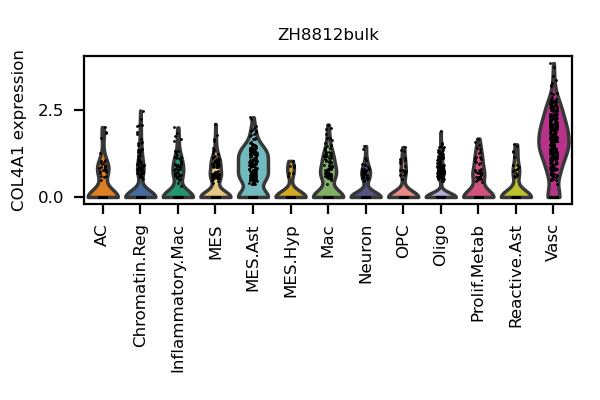 ZH8812bulk
COL4A1 expression
2.5
0.0
AC
Chromatin.Reg
Inflammatory.Mac
MES
MES.Ast
MES.Hyp
Mac
Neuron
OPC
Oligo
Prolif.Metab
Reactive.Ast
Vasc